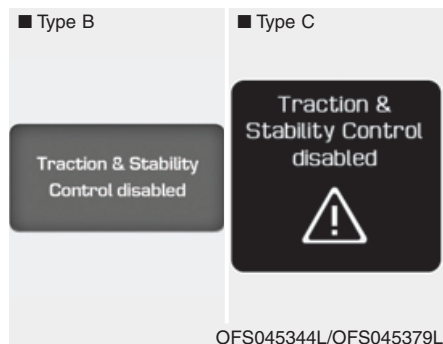 ■ Type B
Traction & Stability
Control disabled
■ Type C
Traction &
Stability Control
disabled
OFS045344L/OFS045379L